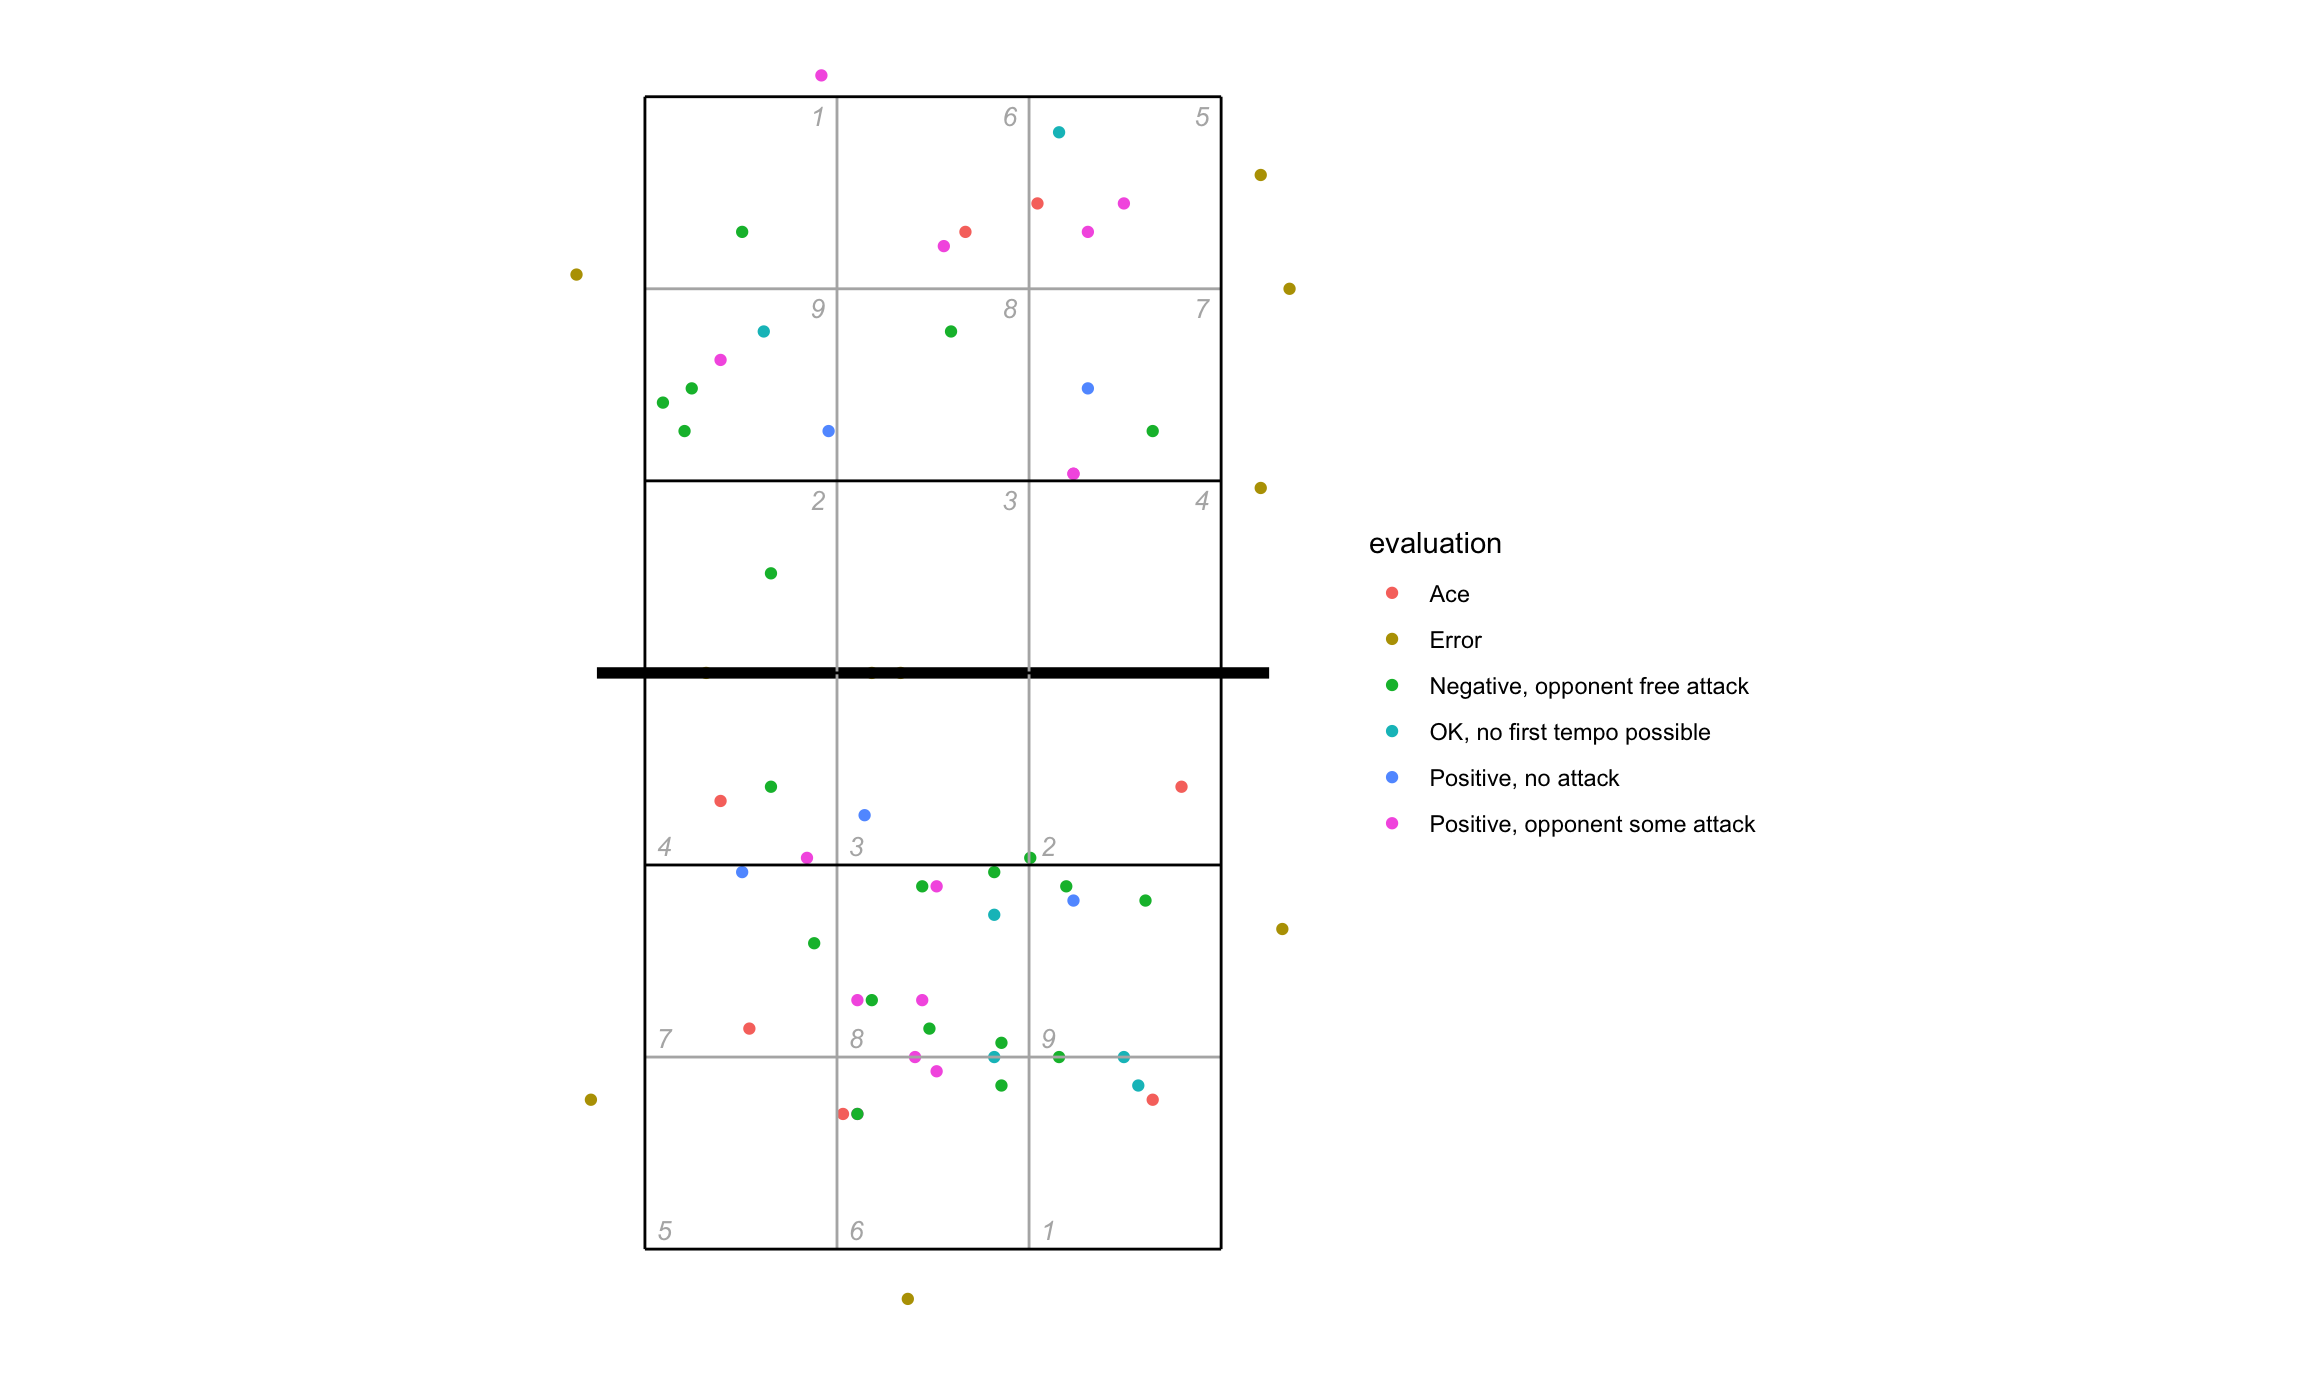 1 6 5
9 8 7
2 3 4
evaluation
Ace
Error
Negative, opponent free attack
OK, no first tempo possible
Positive, no attack
Positive, opponent some attack
4 3 2
7 8 9
5 6 1